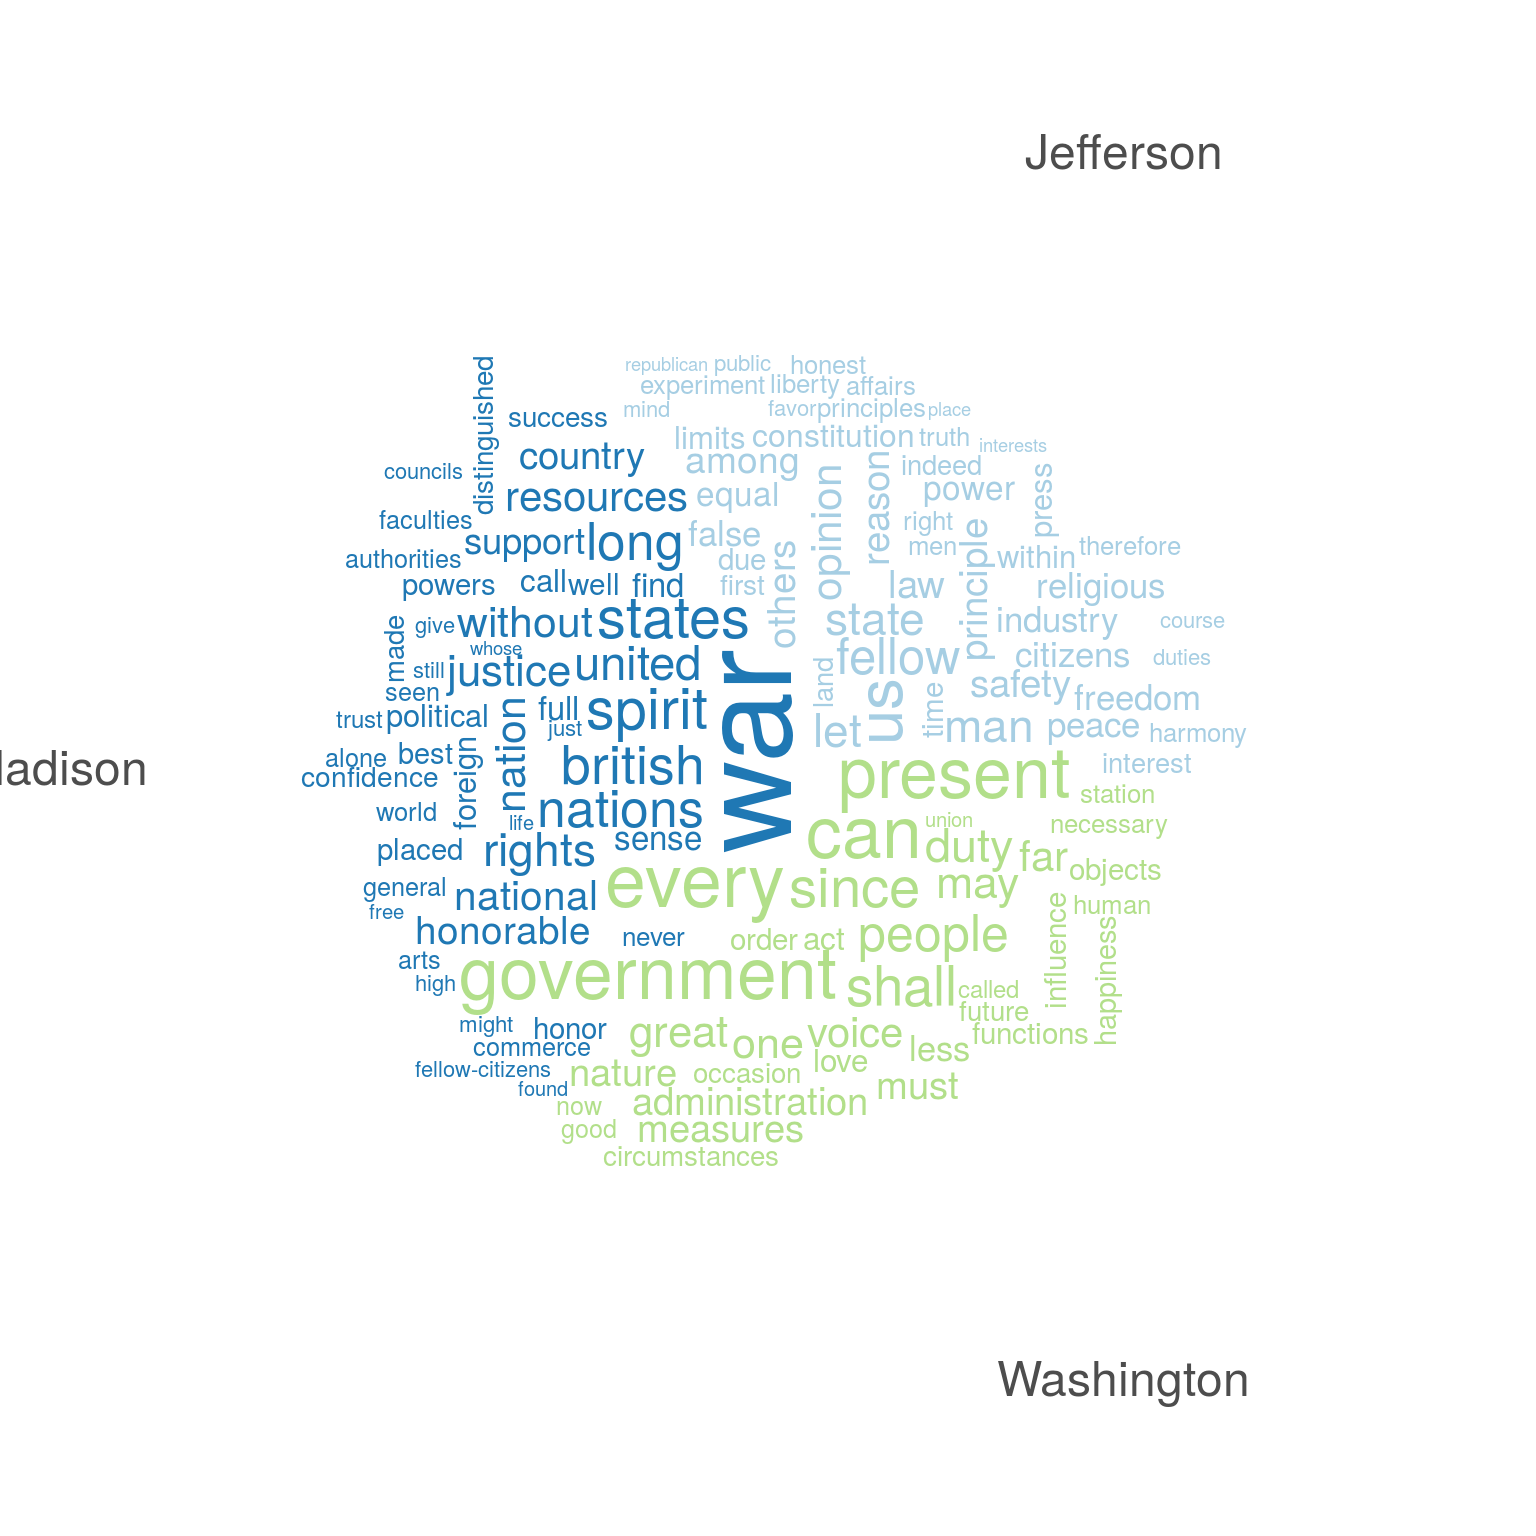 Jefferson
republican public honest
experiment liberty affairs
mind favor principles place
distinguished success
limits constitution truth interests
country among
councils indeed
resources equal opinion reason power press
faculties right
support long false men principle within therefore
authorities due others
powers call well find first law religious
made give without states state industry course
whose
still justice united fellow citizens duties
seen land safety freedom
trust political full spirit war us time
just let man peace harmony
alone best foreign nation british present interest
ladison
confidence station
world nations
life can union necessary
placed rights sense duty far objects
general national every since may human
free
honorable never order act people influence happiness
arts
high government shall called
future
might honor great one voice functions
commerce less
fellow-citizens nature occasion love
found must
now administration
good measures
circumstances
Washington